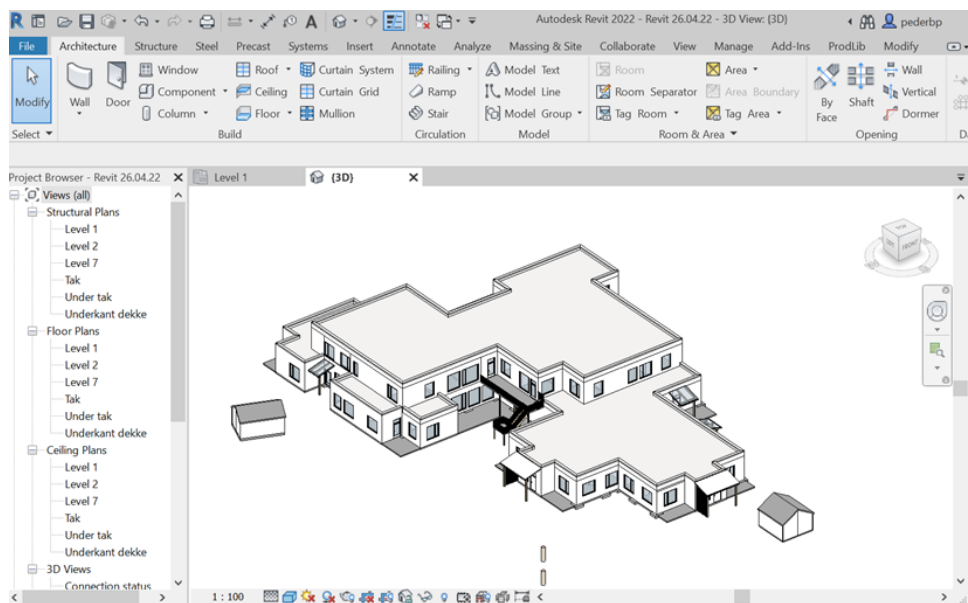 Autodesk Revit 2022 - Revit 26.04.22 - 3D View: {3D}
pederbp
File Architecture Structure Steel Precast Systems Insert Annotate Analyze Massing & Site Collaborate View Manage Add-Ins ProdLib Modify
Modify
Select
Wall
Door
Window
Component
Column
Roof
Ceiling
Floor
Curtain System
Curtain Grid
Mullion
Build
Railing
Ramp
Stair
Circulation
Model Text
Model Line
Model Group
Model
Room
Room Separator
Tag Room
Area
Area Boundary
Tag Area
Room & Area
By
Face
Shaft
Wall
Vertical
Dormer
Opening
Project Browser - Revit 26.04.22
Level 1
{3D}
Views (all)
Structural Plans
Level 1
Level 2
Level 7
Tak
Under tak
Underkant dekke
Floor Plans
Level 1
Level 2
Level 7
Tak
Under tak
Underkant dekke
Ceiling Plans
Level 1
Level 2
Level 7
Tak
Under tak
Underkant dekke
3D Views
Connection status
FRONT
1 : 100